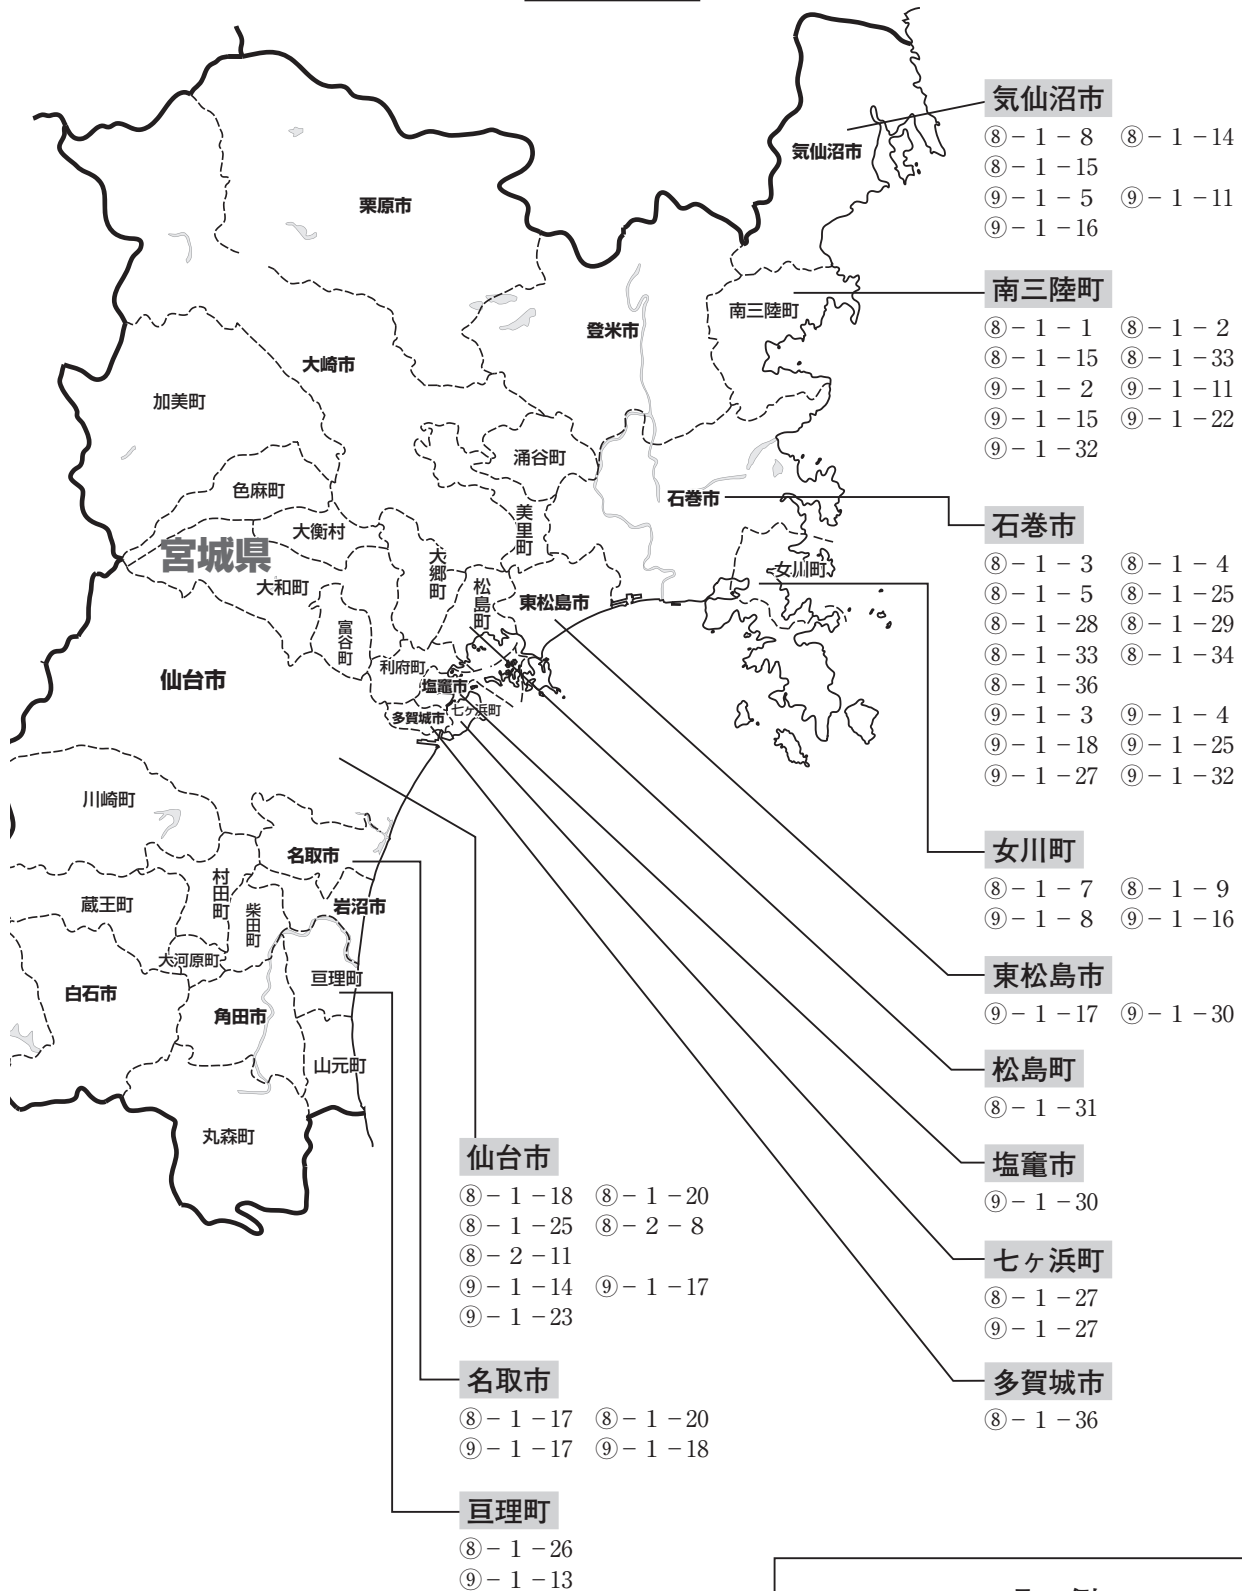 気仙沼市
⑧－1－8 ⑧－1－14
⑧－1－15
⑨－1－5 ⑨－1－11
⑨－1－16
南三陸町
⑧－1－1 ⑧－1－2
⑧－1－15 ⑧－1－33
⑨－1－2 ⑨－1－11
⑨－1－15 ⑨－1－22
⑨－1－32
石巻市
⑧－1－3 ⑧－1－4
⑧－1－5 ⑧－1－25
⑧－1－28 ⑧－1－29
⑧－1－33 ⑧－1－34
⑧－1－36
⑨－1－3 ⑨－1－4
⑨－1－18 ⑨－1－25
⑨－1－27 ⑨－1－32
女川町
⑧－1－7 ⑧－1－9
⑨－1－8 ⑨－1－16
東松島市
⑨－1－17 ⑨－1－30
松島町
⑧－1－31
塩竈市
⑨－1－30
七ヶ浜町
⑧－1－27
⑨－1－27
多賀城市
⑧－1－36
仙台市
⑧－1－18 ⑧－1－20
⑧－1－25 ⑧－2－8
⑧－2－11
⑨－1－14 ⑨－1－17
⑨－1－23
名取市
⑧－1－17 ⑧－1－20
⑨－1－17 ⑨－1－18
亘理町
⑧－1－26
⑨－1－13
気仙沼市
栗原市
南三陸町
登米市
大崎市
加美町
涌谷町
色麻町
石巻市
美里町
大衡村
宮城県
大郷町
女川町
大和町
松島町
東松島市
富谷町
利府町
仙台市
塩竈市
七ヶ浜町
多賀城市
川崎町
名取市
村田町
蔵王町
柴田町
岩沼市
大河原町
亘理町
白石市
角田市
山元町
丸森町